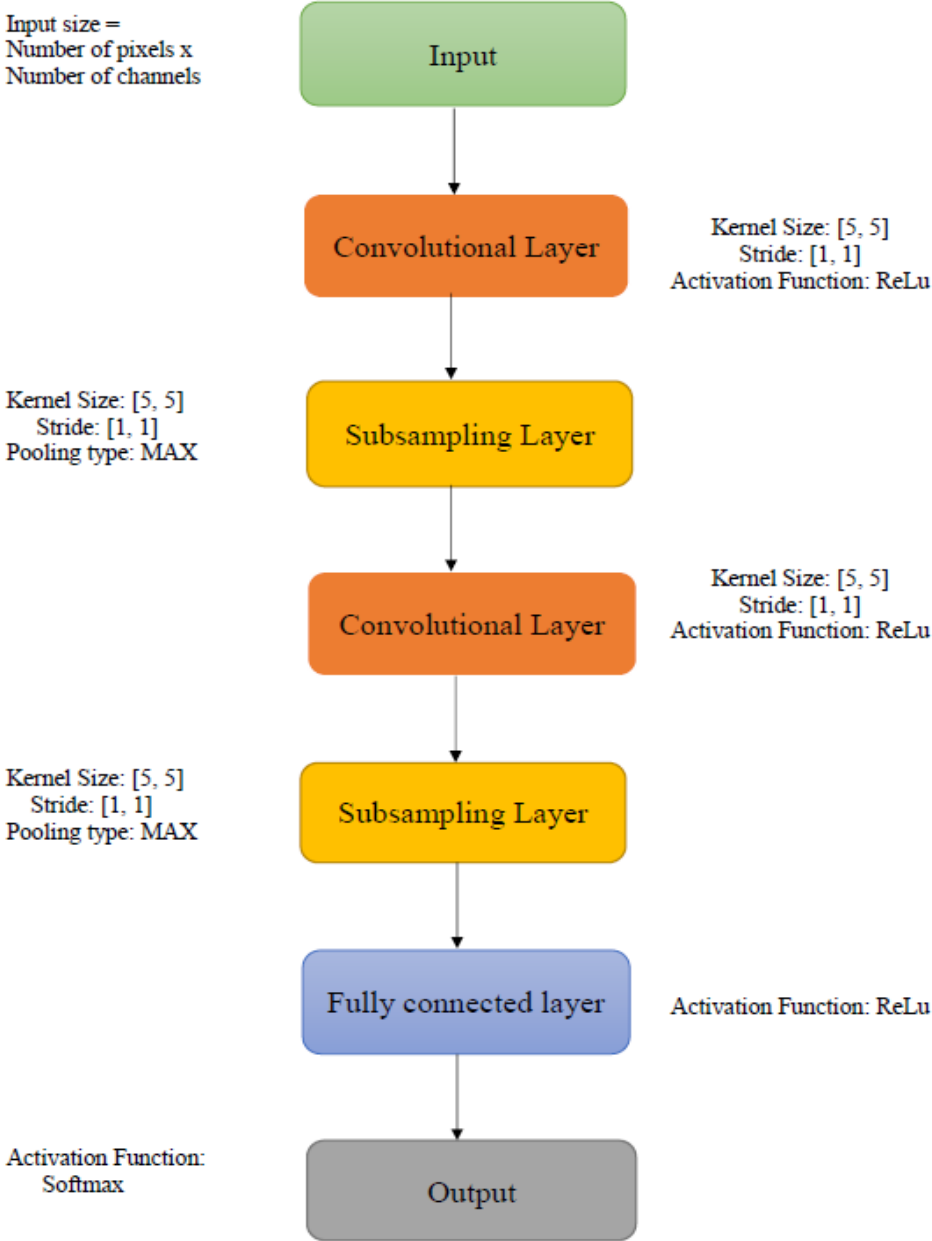 Input size =
Number of pixels x
Number of channels
Input
Convolutional Layer
Kernel Size: [5, 5]
Stride: [1, 1]
Activation Function: ReLu
Kernel Size: [5, 5]
Stride: [1, 1]
Pooling type: MAX
Subsampling Layer
Convolutional Layer
Kernel Size: [5, 5]
Stride: [1, 1]
Activation Function: ReLu
Kernel Size: [5, 5]
Stride: [1, 1]
Pooling type: MAX
Subsampling Layer
Fully connected layer
Activation Function: ReLu
Activation Function:
Softmax
Output